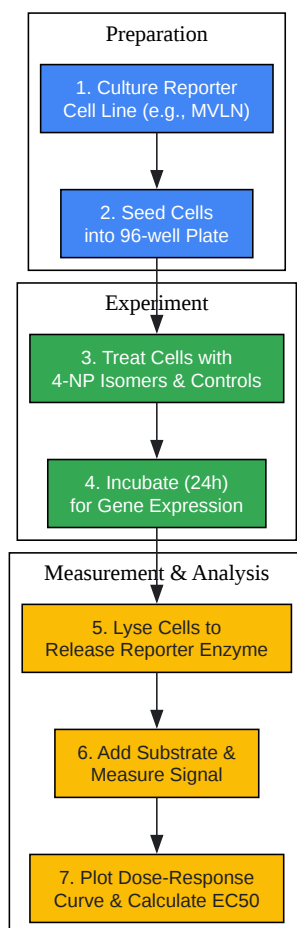 Preparation
1. Culture Reporter
Cell Line (e.g., MVLN)
2. Seed Cells
into 96-well Plate
Experiment
3. Treat Cells with
4-NP Isomers & Controls
4. Incubate (24h)
for Gene Expression
Measurement & Analysis
5. Lyse Cells to
Release Reporter Enzyme
6. Add Substrate &
Measure Signal
7. Plot Dose-Response
Curve & Calculate EC50